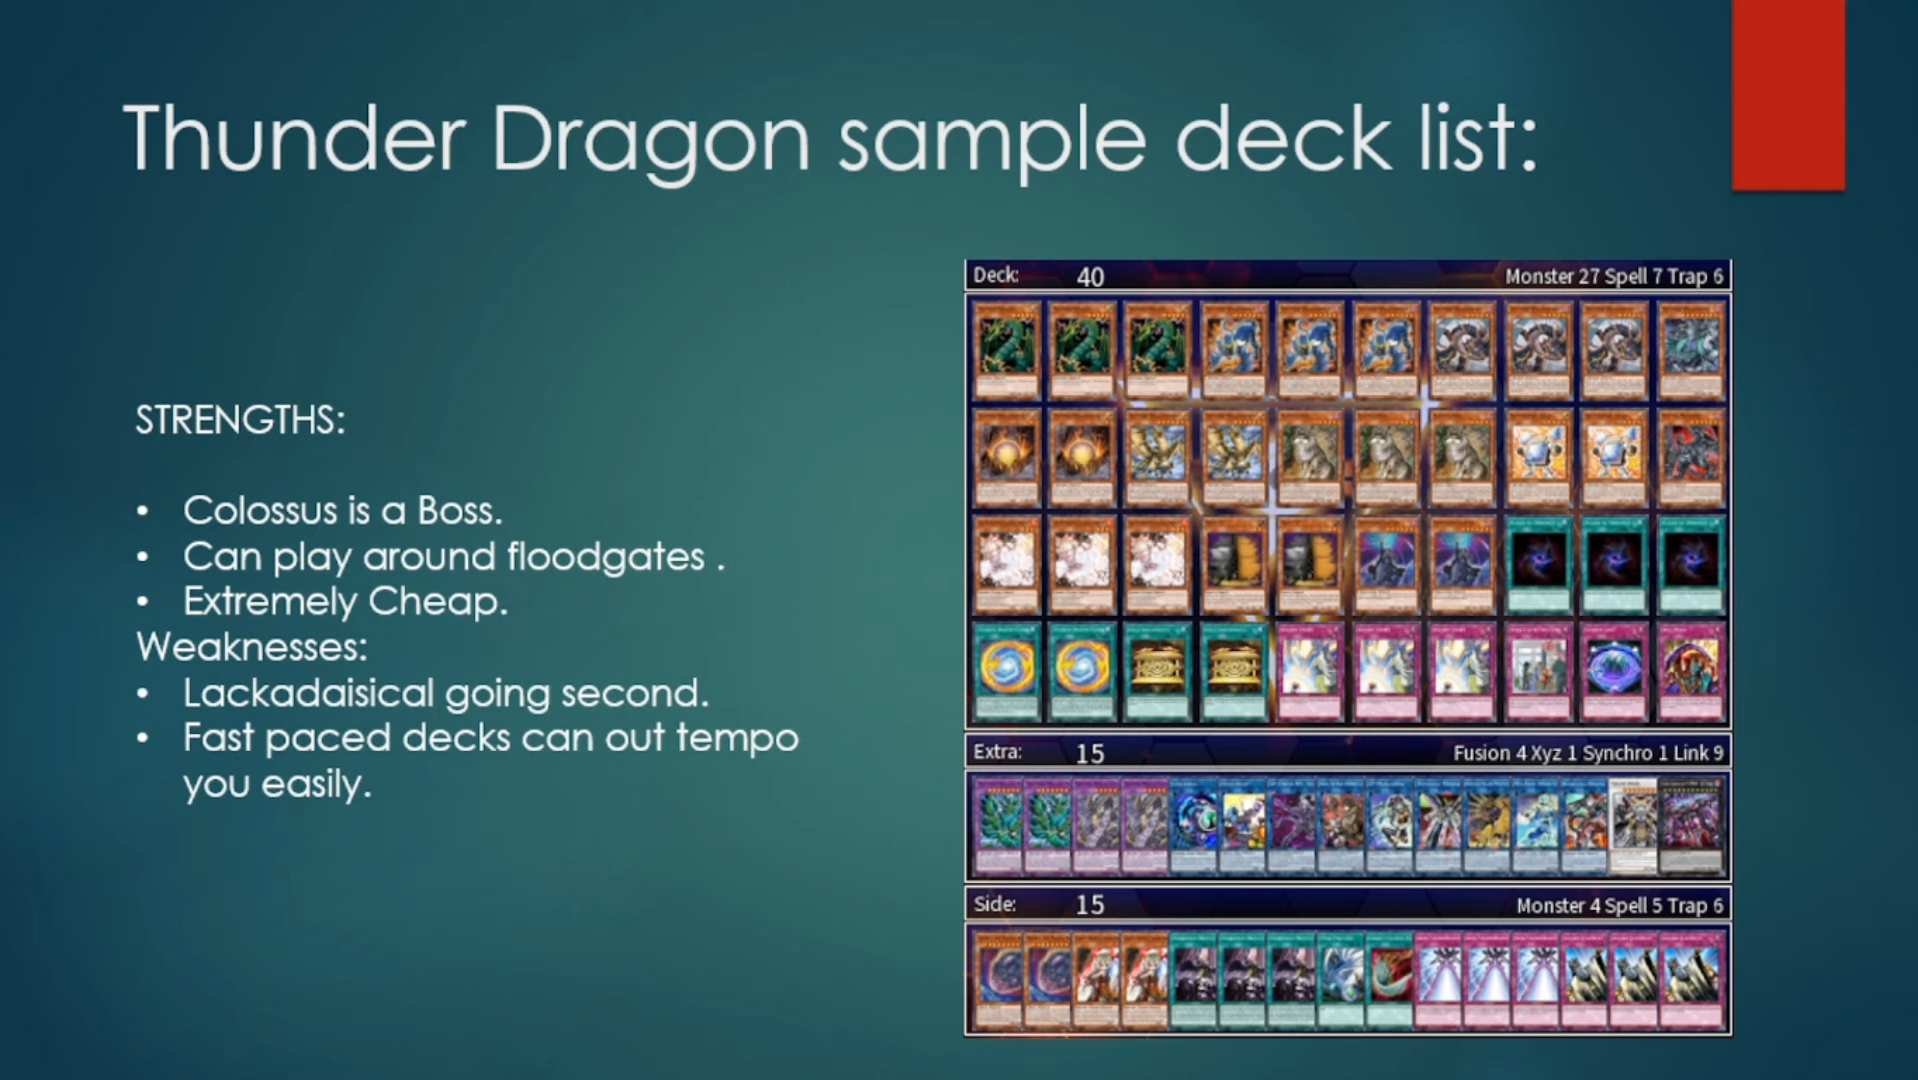 Thunder Dragon sample deck list:
STRENGTHS:
• Colossus is a Boss.
• Can play around floodgates .
• Extremely Cheap.
Weaknesses:
• Lackadaisical going second.
• Fast paced decks can out tempo
you easily.
Deck: 40 Monster 27 Spell 7 Trap 6
Extra: 15 Fusion 4 Xyz 1 Synchro 1 Link 9
Side: 15 Monster 4 Spell 5 Trap 6